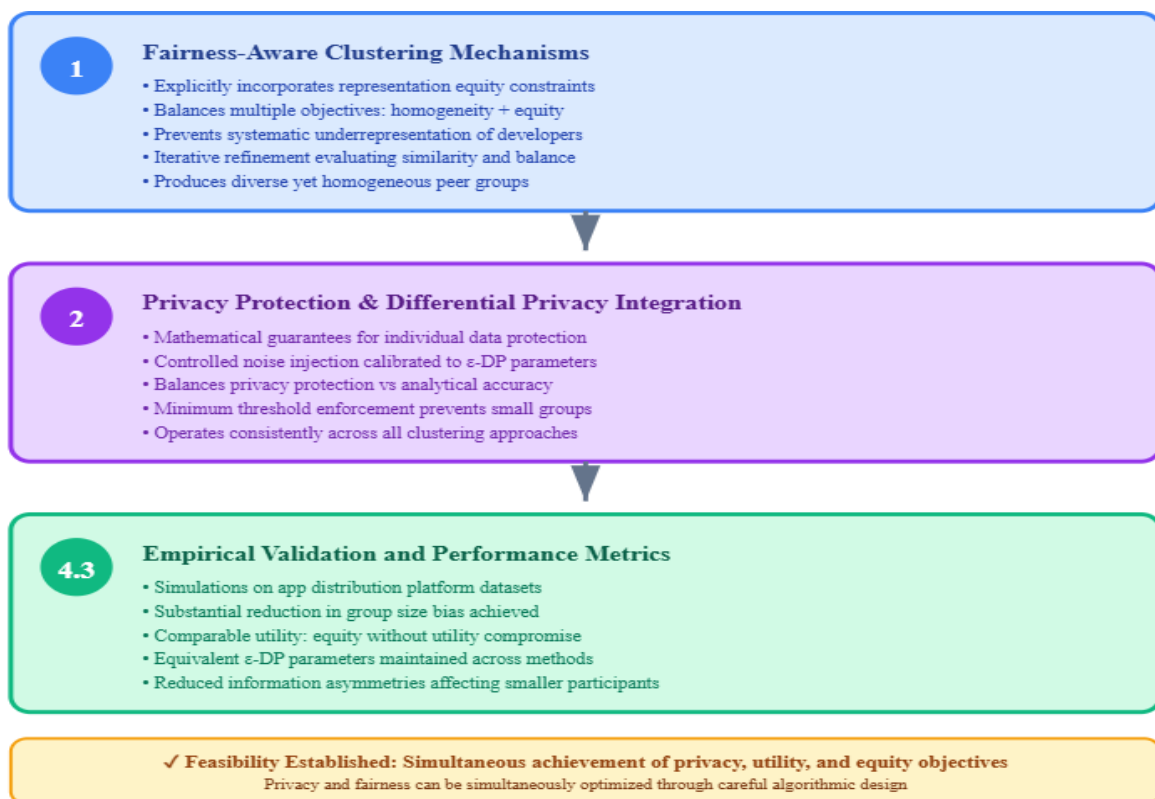 1
Fairness-Aware Clustering Mechanisms
• Explicitly incorporates representation equity constraints
• Balances multiple objectives: homogeneity + equity
• Prevents systematic underrepresentation of developers
• Iterative refinement evaluating similarity and balance
• Produces diverse yet homogeneous peer groups
2
Privacy Protection & Differential Privacy Integration
• Mathematical guarantees for individual data protection
• Controlled noise injection calibrated to ε-DP parameters
• Balances privacy protection vs analytical accuracy
• Minimum threshold enforcement prevents small groups
• Operates consistently across all clustering approaches
4.3
Empirical Validation and Performance Metrics
• Simulations on app distribution platform datasets
• Substantial reduction in group size bias achieved
• Comparable utility: equity without utility compromise
• Equivalent ε-DP parameters maintained across methods
• Reduced information asymmetries affecting smaller participants
✓ Feasibility Established: Simultaneous achievement of privacy, utility, and equity objectives
Privacy and fairness can be simultaneously optimized through careful algorithmic design